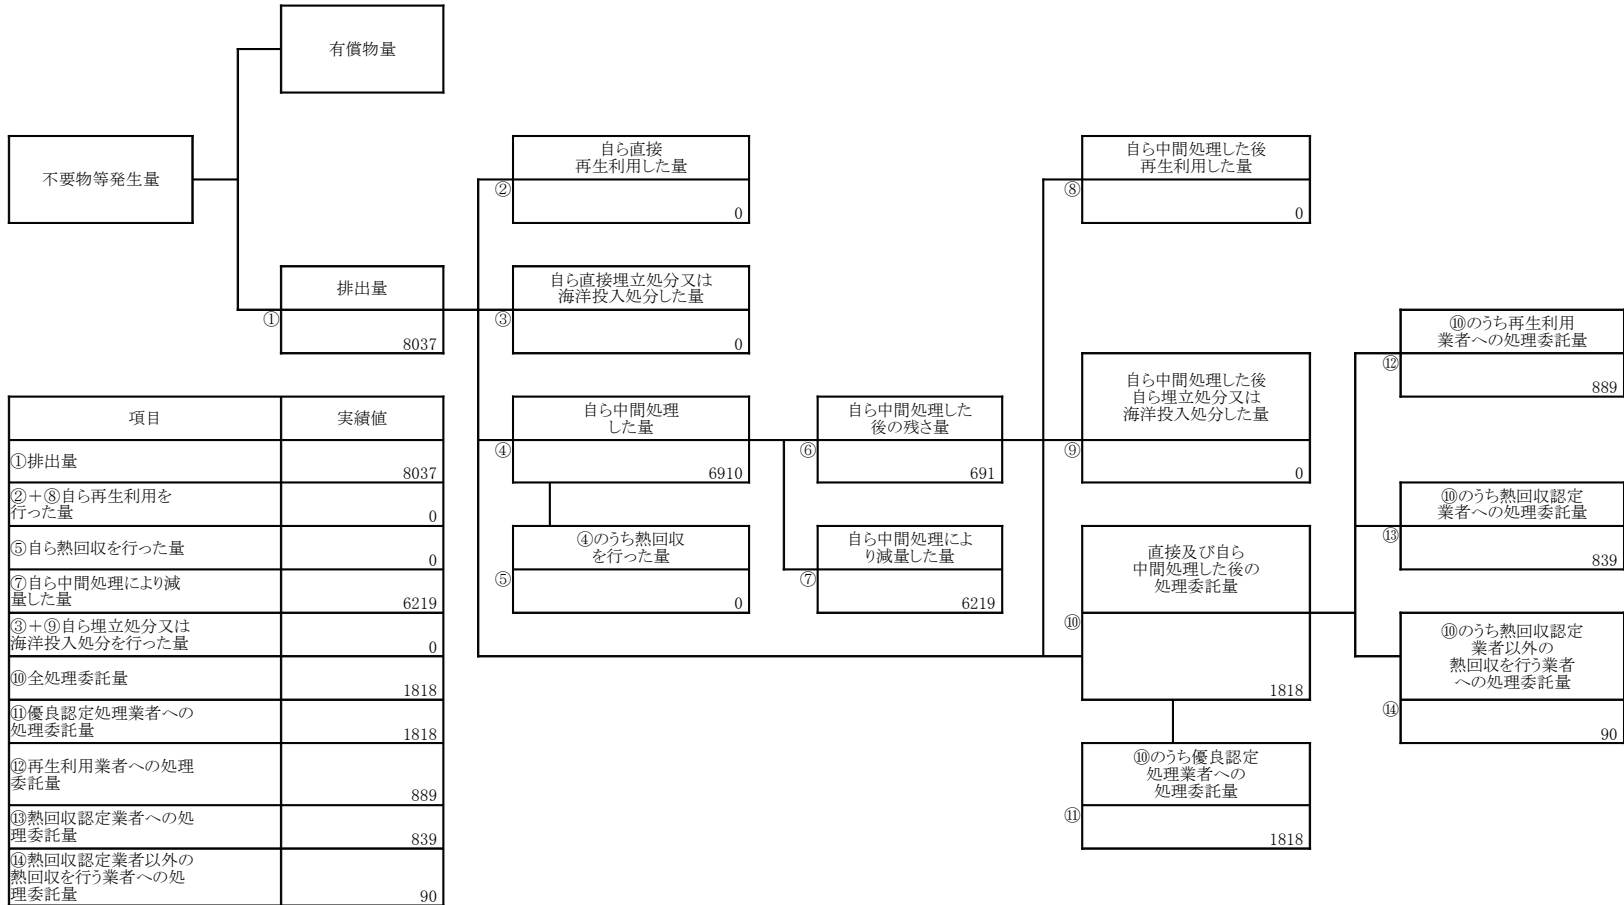 有償物量
不要物等発生量
排出量
①
8037
自ら直接
再生利用した量
②
0
自ら直接埋立処分又は
海洋投入処分した量
③
0
自ら中間処理
した量
④
6910
④のうち熱回収
を行った量
⑤
0
自ら中間処理した
後の残さ量
⑥
691
自ら中間処理によ
り減量した量
⑦
6219
自ら中間処理した後
再生利用した量
⑧
0
自ら中間処理した後
自ら埋立処分又は
海洋投入処分した量
⑨
0
直接及び自ら
中間処理した後の
処理委託量
⑩
1818
⑩のうち優良認定
処理業者への
処理委託量
⑪
1818
⑩のうち再生利用
業者への処理委託量
⑫
889
⑩のうち熱回収認定
業者への処理委託量
⑬
839
⑩のうち熱回収認定
業者以外の
熱回収を行う業者
への処理委託量
⑭
90
項目 実績値
①排出量
8037
②+⑧自ら再生利用を
行った量
0
⑤自ら熱回収を行った量
0
⑦自ら中間処理により減
量した量
6219
③+⑨自ら埋立処分又は
海洋投入処分を行った量
0
⑩全処理委託量
1818
⑪優良認定処理業者への
処理委託量
1818
⑫再生利用業者への処理
委託量
889
⑬熱回収認定業者への処
理委託量
839
⑭熱回収認定業者以外の
熱回収を行う業者への処
理委託量
90